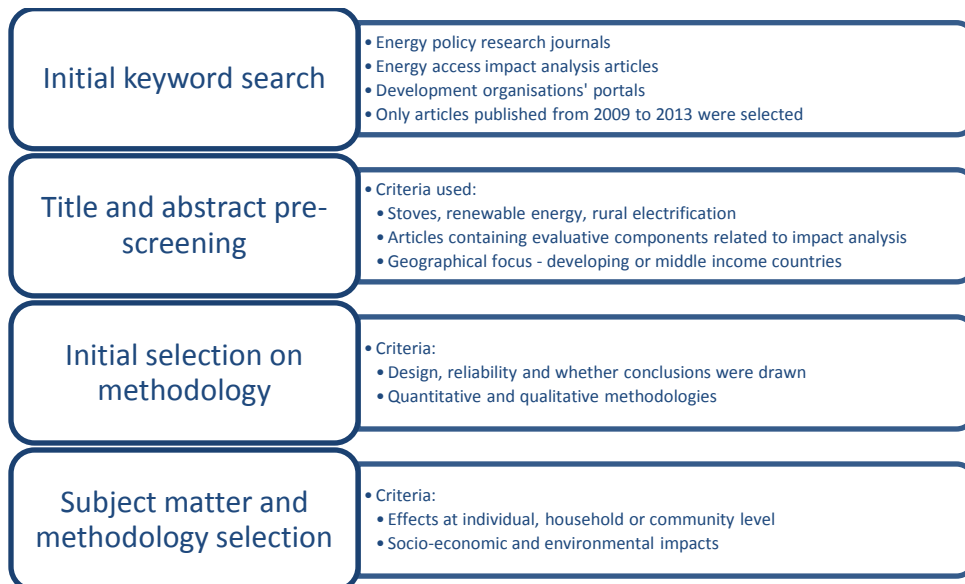 Initial keyword search
• Energy policy research journals
• Energy access impact analysis articles
• Development organisations' portals
• Only articles published from 2009 to 2013 were selected
Title and abstract pre-
screening
• Criteria used:
• Stoves, renewable energy, rural electrification
• Articles containing evaluative components related to impact analysis
• Geographical focus - developing or middle income countries
Initial selection on
methodology
• Criteria:
• Design, reliability and whether conclusions were drawn
• Quantitative and qualitative methodologies
Subject matter and
methodology selection
• Criteria:
• Effects at individual, household or community level
• Socio-economic and environmental impacts